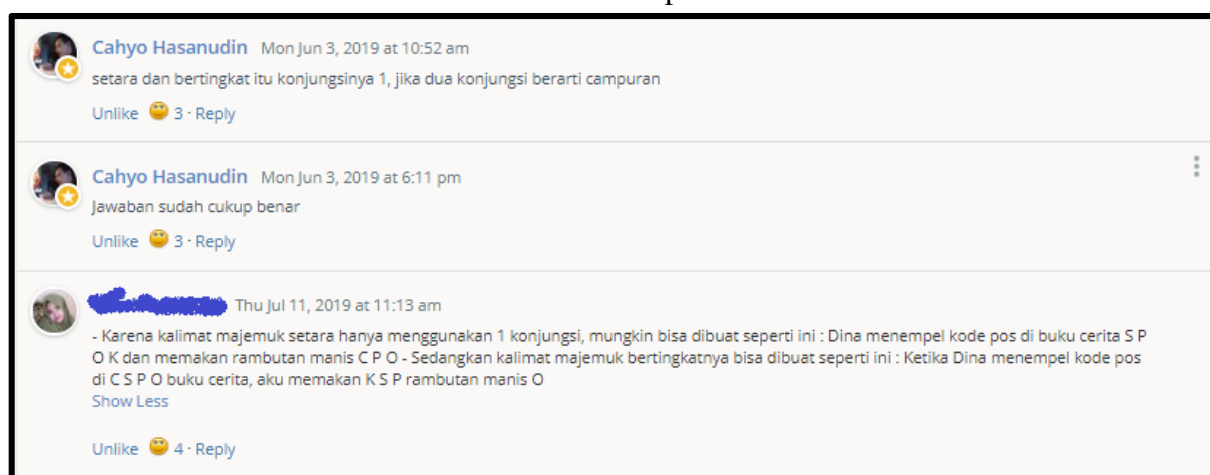 Cahyo Hasanudin Mon Jun 3, 2019 at 10:52 am
setara dan bertingkat itu konjungsinya 1, jika dua konjungsi berarti campuran
Unlike 3 · Reply
Cahyo Hasanudin Mon Jun 3, 2019 at 6:11 pm
Jawaban sudah cukup benar
Unlike 3 · Reply
Thu Jul 11, 2019 at 11:13 am
- Karena kalimat majemuk setara hanya menggunakan 1 konjungsi, mungkin bisa dibuat seperti ini : Dina menempel kode pos di buku cerita S P
O K dan memakan rambutan manis C P O - Sedangkan kalimat majemuk bertingkatnya bisa dibuat seperti ini : Ketika Dina menempel kode pos
di C S P O buku cerita, aku memakan K S P rambutan manis O
Show Less
Unlike 4 · Reply